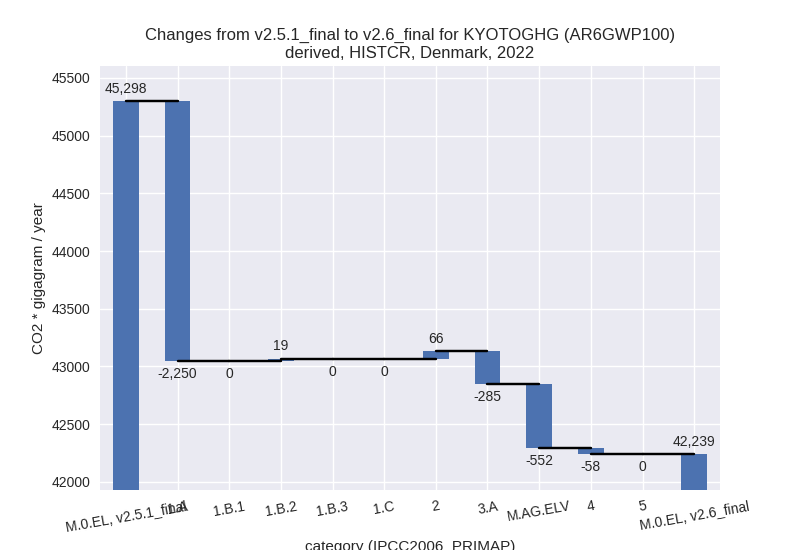 Changes from v2.5.1_final to v2.6_final for KYOTOGHG (AR6GWP100)
derived, HISTCR, Denmark, 2022
CO2 * gigagram / year
45500
45000
44500
44000
43500
43000
42500
42000
45,298
-2,250
0
19
0
0
66
-285
-552
-58
0
42,239
M.0.EL, v2.5.1_final
1.A
1.B.1
1.B.2
1.B.3
1.C
2
3.A
M.AG.ELV
4
5
M.0.EL, v2.6_final
category (IPCC2006_PRIMAP)